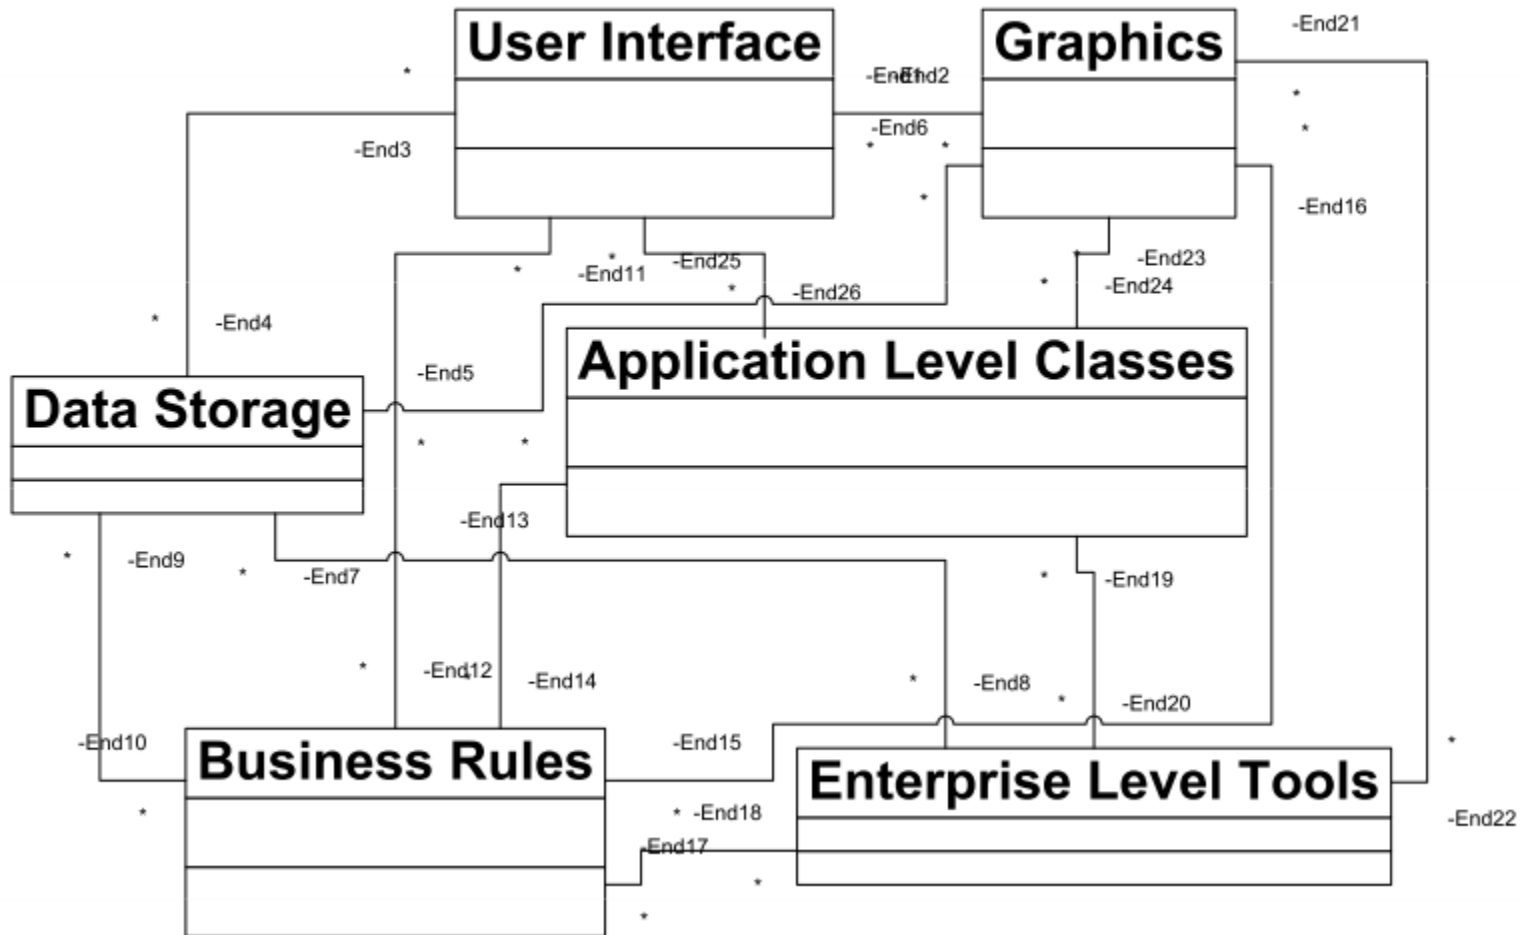 User Interface
Graphics
-End21
*
-End1
-End2
*
-End6
*
-End3
*
*
*
-End16
*
*
-End25
-End23
*
-End11
*
-End24
*
-End26
*
-End4
Application Level Classes
-End5
Data Storage
*
*
-End13
*
-End9
*
-End7
*
-End19
*
-End12
*
-End14
*
-End8
*
-End20
-End10
-End15
*
Business Rules
Enterprise Level Tools
*
*
-End18
-End22
-End17
*
*